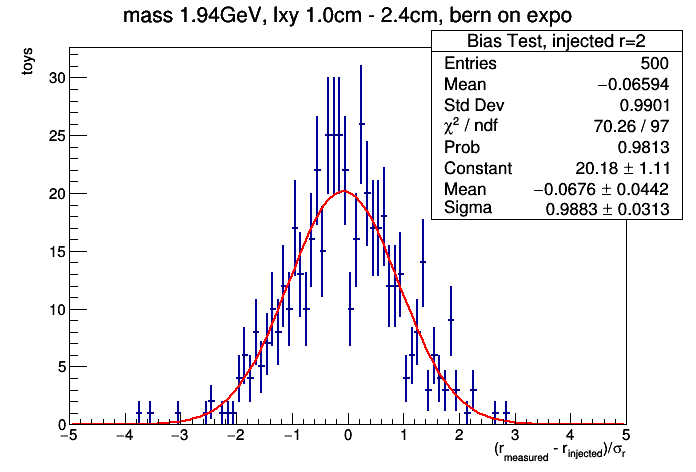 mass 1.94GeV, lxy 1.0cm - 2.4cm, bern on expo
Bias Test, injected r=2
Entries 500
Mean −0.06594
Std Dev 0.9901
χ² / ndf 70.26 / 97
Prob 0.9813
Constant 20.18 ± 1.11
Mean −0.0676 ± 0.0442
Sigma 0.9883 ± 0.0313
toys
30
25
20
15
10
5
0
−5 −4 −3 −2 −1 0 1 2 3 4 5
(r_measured - r_injected)/σ_r